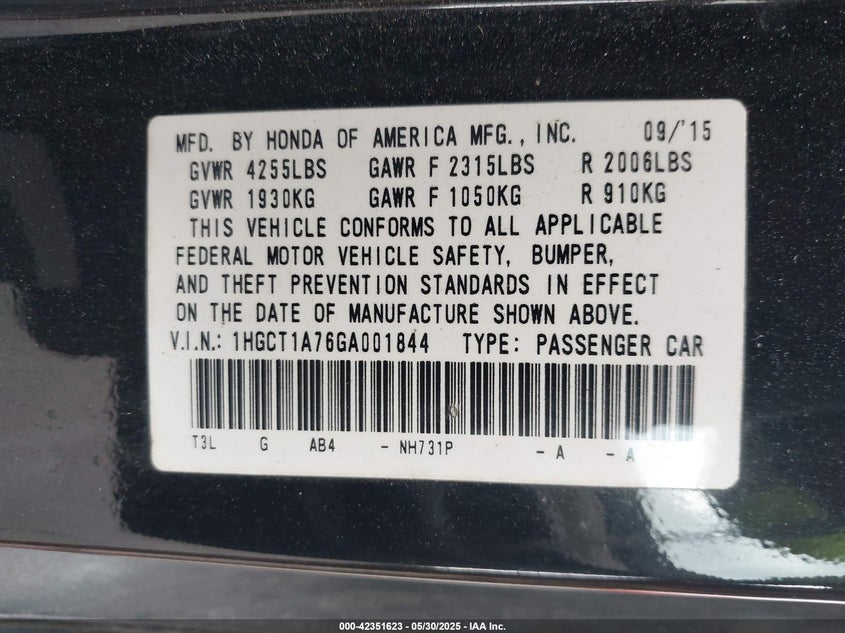 MFD. BY HONDA OF AMERICA MFG., INC. 09/'15
GVWR 4255LBS GAWR F 2315LBS R 2006LBS
GVWR 1930KG GAWR F 1050KG R 910KG
THIS VEHICLE CONFORMS TO ALL APPLICABLE
FEDERAL MOTOR VEHICLE SAFETY, BUMPER,
AND THEFT PREVENTION STANDARDS IN EFFECT
ON THE DATE OF MANUFACTURE SHOWN ABOVE.
V.I.N.: 1HGCT1A76GA001844 TYPE: PASSENGER CAR
T3L G AB4 - NH731P - A - A
000-42351623 - 05/30/2025 - IAA Inc.